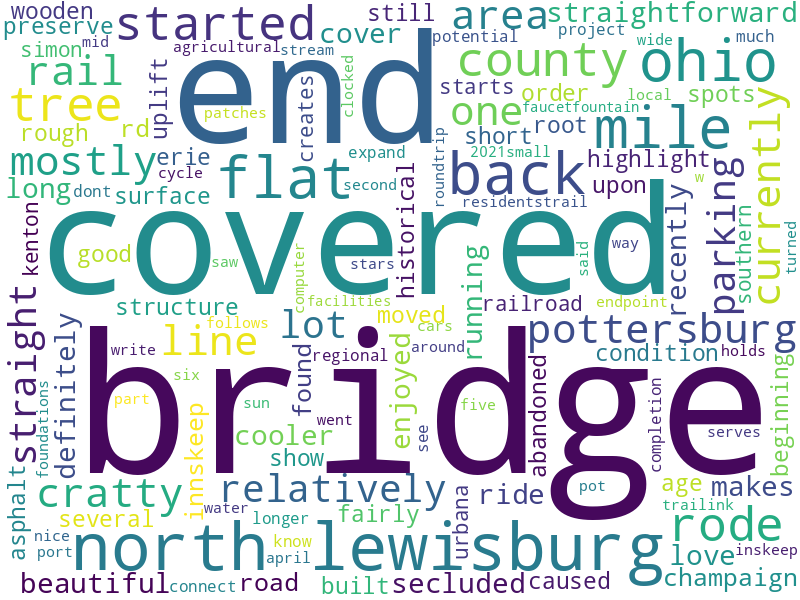 wooden
preserve
started
still
cover
area
straightforward
simon
agricultural
stream
mid
potential
project
wide
much
rail
uplift
end
clocked
county
ohio
creates
starts
order
spots
tree
patches
one
faucetfountain
local
rough
rd
short
root
mile
currently
mostly
erie
expand
roundtrip
2021small
highlight
long
dont
cycle
flat
second
back
upon
w
surface
residentstrail
parking
turned
kenton
covered
historical
recently
southern
good
saw
stars
way
said
computer
structure
facilities
moved
railroad
endpoint
straight
follows
cars
running
pottersburg
line
lot
write
regional
around
condition
holds
definitely
six
found
enjoyed
abandoned
beginning
part
bridge
sun
five
went
see
completion
serves
foundations
cooler
innskeep
show
asphalt
cratty
relatively
ride
pot
age
makes
several
water
longer
fairly
urbana
trailink
rode
nice
port
north
know
lewisburg
love
inskeep
beautiful
connect
road
april
built
secluded
caused
champaign